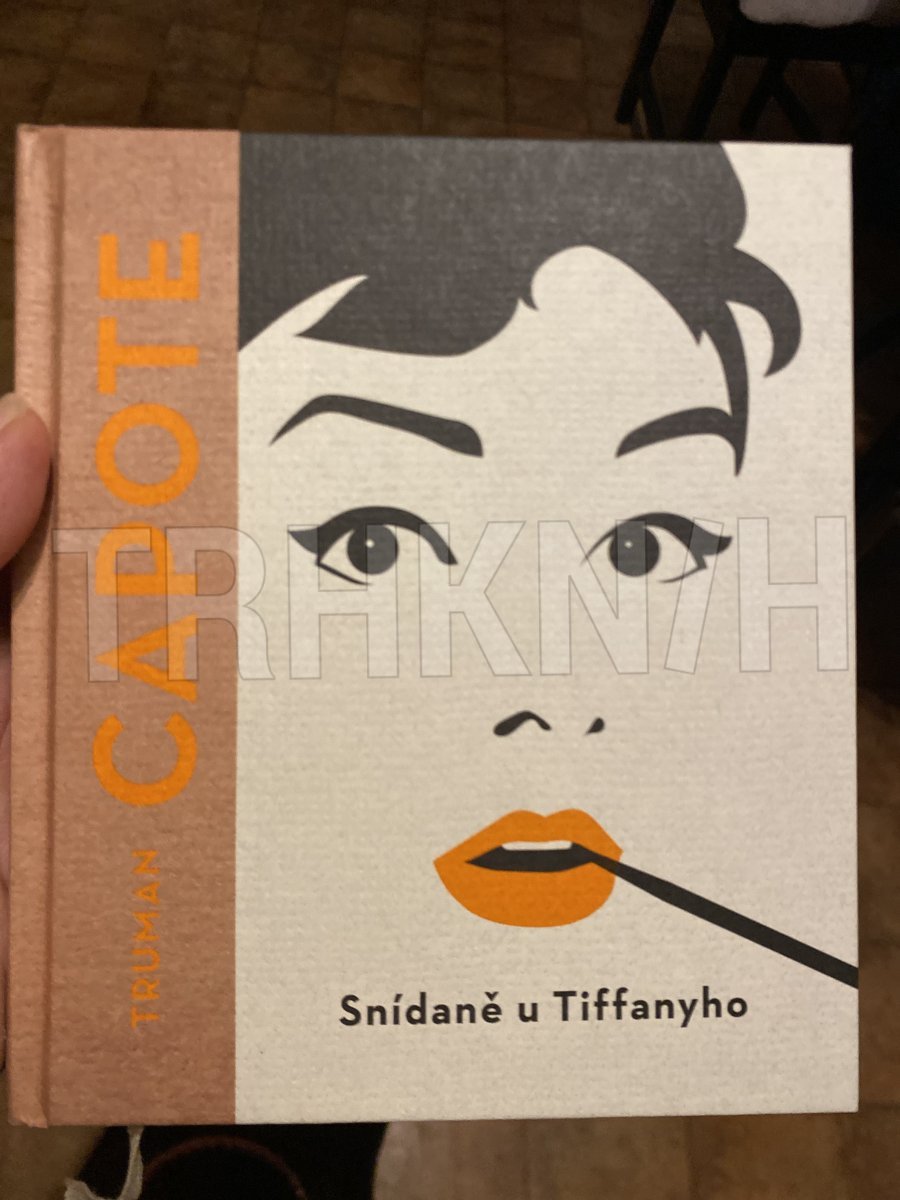 TRUMAN CAPOTE
TRHKNIH
Snídaně u Tiffanyho